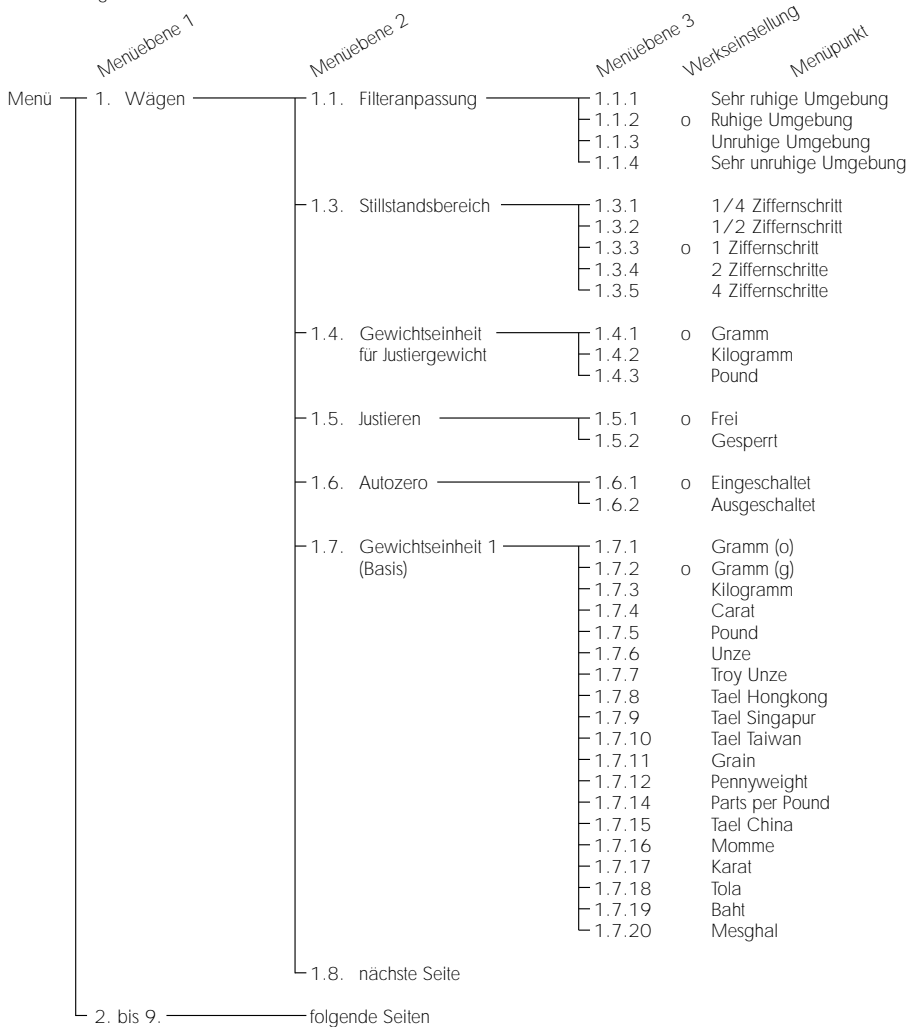 Menüebene 1 Menüebene 2 Menüebene 3 Werkseinstellung Menüpunkt
Menü 1. Wägen 1.1. Filteranpassung 1.1.1 Sehr ruhige Umgebung
1.1.2 o Ruhige Umgebung
1.1.3 Unruhige Umgebung
1.1.4 Sehr unruhige Umgebung
1.3. Stillstandsbereich 1.3.1 1/4 Ziffernschritt
1.3.2 1/2 Ziffernschritt
1.3.3 o 1 Ziffernschritt
1.3.4 2 Ziffernschritte
1.3.5 4 Ziffernschritte
1.4. Gewichtseinheit 1.4.1 o Gramm
für Justiergewicht 1.4.2 Kilogramm
1.4.3 Pound
1.5. Justieren 1.5.1 o Frei
1.5.2 Gesperrt
1.6. Autozero 1.6.1 o Eingeschaltet
1.6.2 Ausgeschaltet
1.7. Gewichtseinheit 1 1.7.1 Gramm (o)
(Basis) 1.7.2 o Gramm (g)
1.7.3 Kilogramm
1.7.4 Carat
1.7.5 Pound
1.7.6 Unze
1.7.7 Troy Unze
1.7.8 Tael Hongkong
1.7.9 Tael Singapur
1.7.10 Tael Taiwan
1.7.11 Grain
1.7.12 Pennyweight
1.7.14 Parts per Pound
1.7.15 Tael China
1.7.16 Momme
1.7.17 Karat
1.7.18 Tola
1.7.19 Baht
1.7.20 Mesghal
1.8. nächste Seite
2. bis 9. folgende Seiten